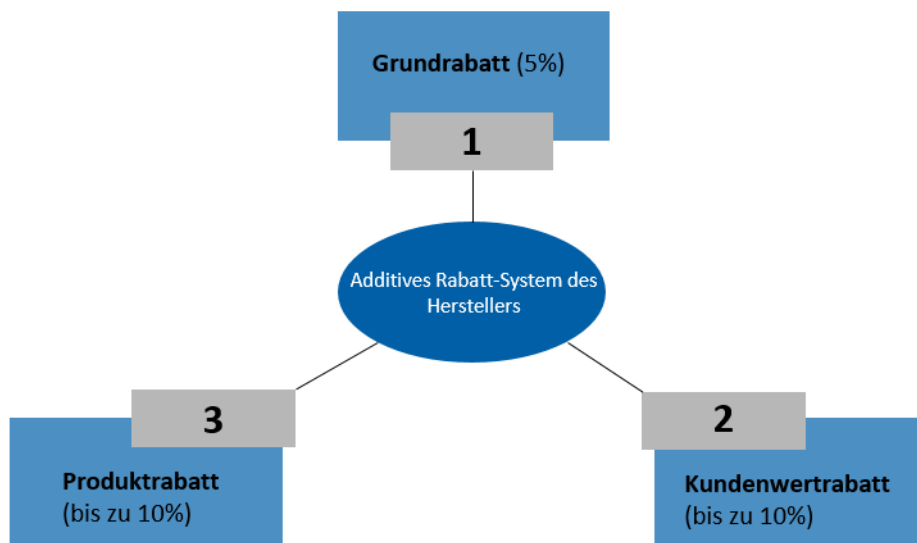 Grundrabatt (5%)
1
Additives Rabatt-System des
Herstellers
3
Produktrabatt
(bis zu 10%)
2
Kundenwertrabatt
(bis zu 10%)